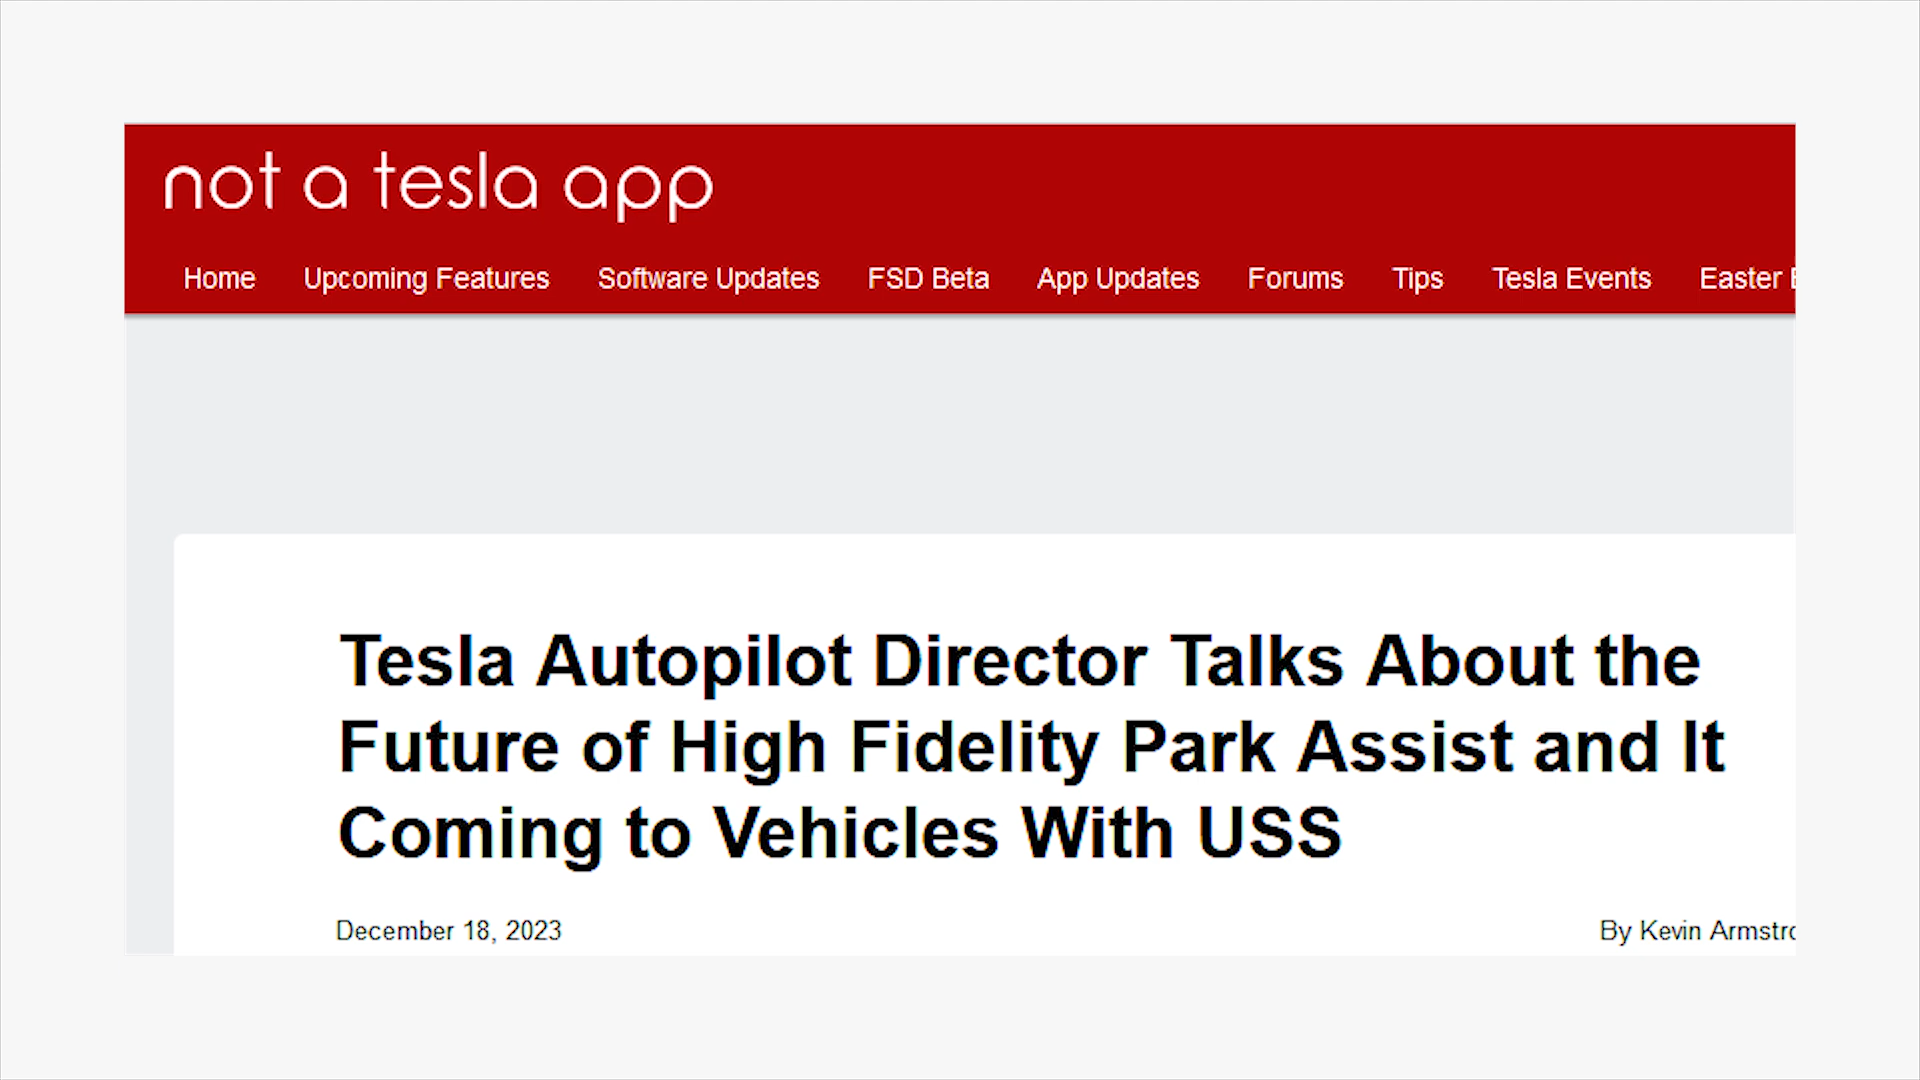 not a tesla app
Home Upcoming Features Software Updates FSD Beta App Updates Forums Tips Tesla Events Easter
Tesla Autopilot Director Talks About the
Future of High Fidelity Park Assist and It
Coming to Vehicles With USS
December 18, 2023 By Kevin